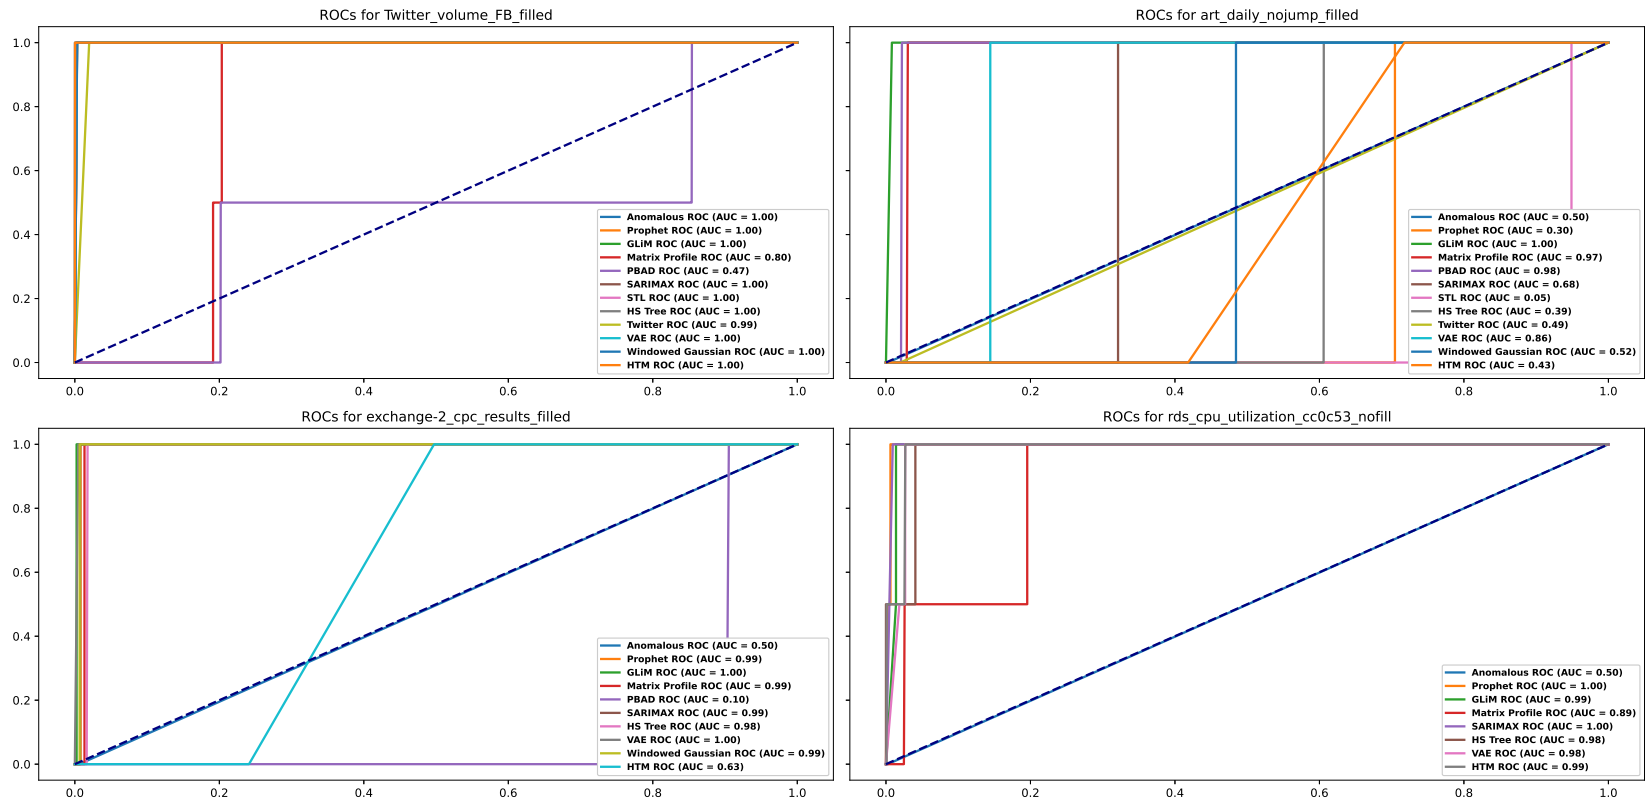 ROCs for Twitter_volume_FB_filled
1.0
0.8
0.6
0.4
0.2
0.0
Anomalous ROC (AUC = 1.00)
Prophet ROC (AUC = 1.00)
GLiM ROC (AUC = 1.00)
Matrix Profile ROC (AUC = 0.80)
PBAD ROC (AUC = 0.47)
SARIMAX ROC (AUC = 1.00)
STL ROC (AUC = 1.00)
HS Tree ROC (AUC = 1.00)
Twitter ROC (AUC = 0.99)
VAE ROC (AUC = 1.00)
Windowed Gaussian ROC (AUC = 1.00)
HTM ROC (AUC = 1.00)
0.0 0.2 0.4 0.6 0.8 1.0
ROCs for art_daily_nojump_filled
Anomalous ROC (AUC = 0.50)
Prophet ROC (AUC = 0.30)
GLiM ROC (AUC = 1.00)
Matrix Profile ROC (AUC = 0.97)
PBAD ROC (AUC = 0.98)
SARIMAX ROC (AUC = 0.68)
STL ROC (AUC = 0.05)
HS Tree ROC (AUC = 0.39)
Twitter ROC (AUC = 0.49)
VAE ROC (AUC = 0.86)
Windowed Gaussian ROC (AUC = 0.52)
HTM ROC (AUC = 0.43)
0.0 0.2 0.4 0.6 0.8 1.0
ROCs for exchange-2_cpc_results_filled
1.0
0.8
0.6
0.4
0.2
0.0
Anomalous ROC (AUC = 0.50)
Prophet ROC (AUC = 0.99)
GLiM ROC (AUC = 1.00)
Matrix Profile ROC (AUC = 0.99)
PBAD ROC (AUC = 0.10)
SARIMAX ROC (AUC = 0.99)
HS Tree ROC (AUC = 0.98)
VAE ROC (AUC = 1.00)
Windowed Gaussian ROC (AUC = 0.99)
HTM ROC (AUC = 0.63)
0.0 0.2 0.4 0.6 0.8 1.0
ROCs for rds_cpu_utilization_cc0c53_nofill
Anomalous ROC (AUC = 0.50)
Prophet ROC (AUC = 1.00)
GLiM ROC (AUC = 0.99)
Matrix Profile ROC (AUC = 0.89)
SARIMAX ROC (AUC = 1.00)
HS Tree ROC (AUC = 0.98)
VAE ROC (AUC = 0.98)
HTM ROC (AUC = 0.99)
0.0 0.2 0.4 0.6 0.8 1.0